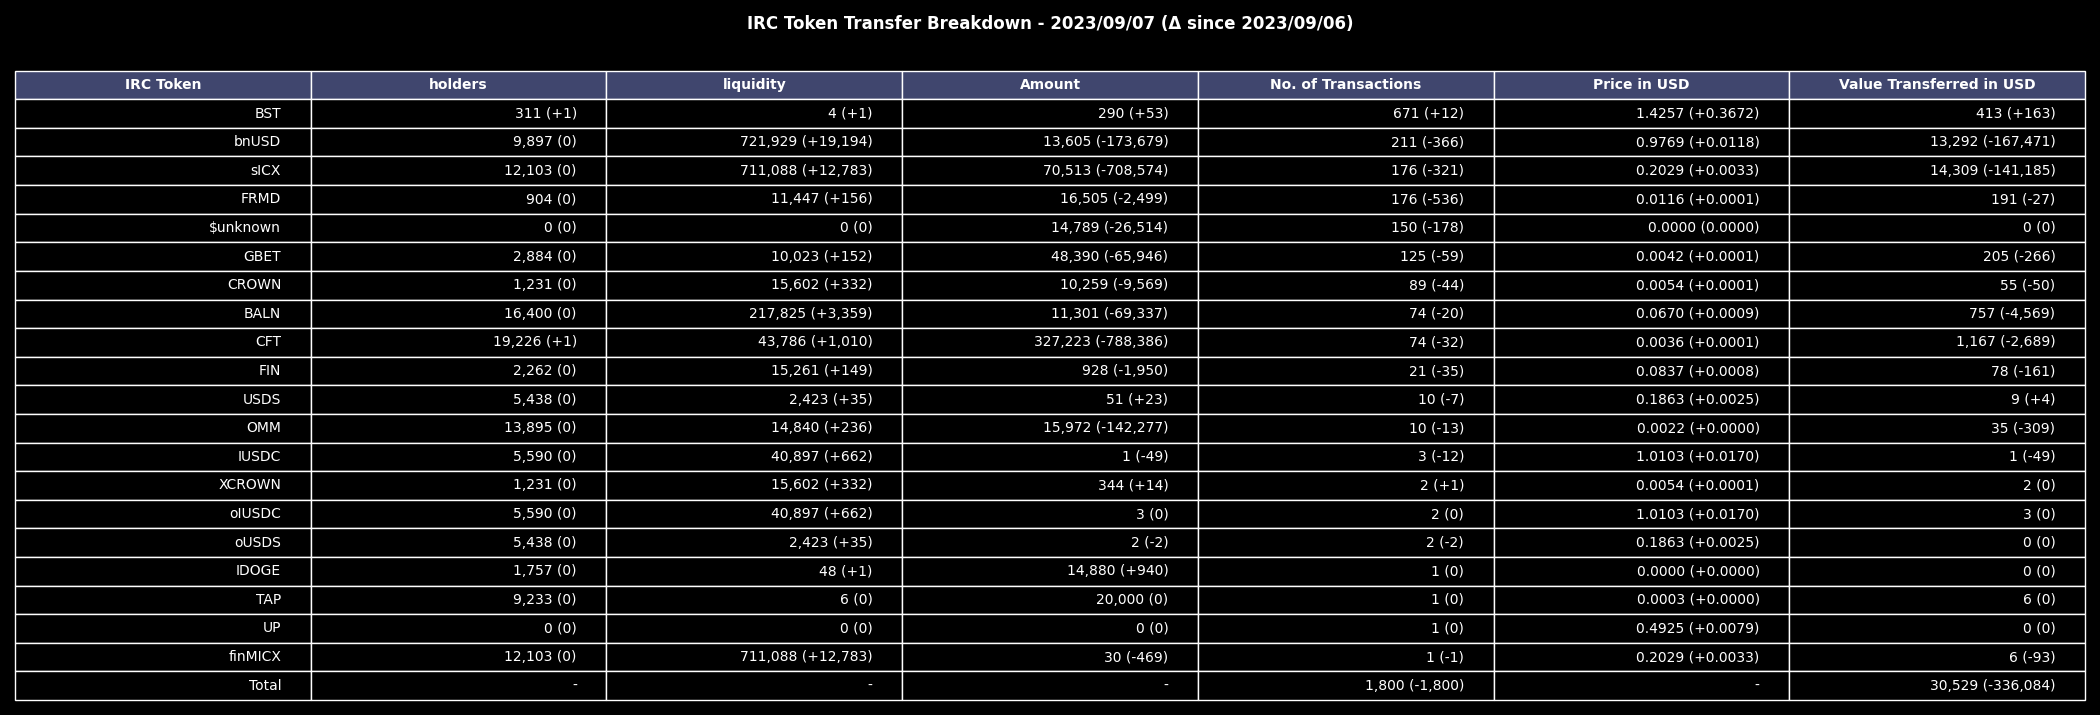 IRC Token Transfer Breakdown - 2023/09/07 (Δ since 2023/09/06)
IRC Token holders liquidity Amount No. of Transactions Price in USD Value Transferred in USD
BST 311 (+1) 4 (+1) 290 (+53) 671 (+12) 1.4257 (+0.3672) 413 (+163)
bnUSD 9,897 (0) 721,929 (+19,194) 13,605 (-173,679) 211 (-366) 0.9769 (+0.0118) 13,292 (-167,471)
sICX 12,103 (0) 711,088 (+12,783) 70,513 (-708,574) 176 (-321) 0.2029 (+0.0033) 14,309 (-141,185)
FRMD 904 (0) 11,447 (+156) 16,505 (-2,499) 176 (-536) 0.0116 (+0.0001) 191 (-27)
$unknown 0 (0) 0 (0) 14,789 (-26,514) 150 (-178) 0.0000 (0.0000) 0 (0)
GBET 2,884 (0) 10,023 (+152) 48,390 (-65,946) 125 (-59) 0.0042 (+0.0001) 205 (-266)
CROWN 1,231 (0) 15,602 (+332) 10,259 (-9,569) 89 (-44) 0.0054 (+0.0001) 55 (-50)
BALN 16,400 (0) 217,825 (+3,359) 11,301 (-69,337) 74 (-20) 0.0670 (+0.0009) 757 (-4,569)
CFT 19,226 (+1) 43,786 (+1,010) 327,223 (-788,386) 74 (-32) 0.0036 (+0.0001) 1,167 (-2,689)
FIN 2,262 (0) 15,261 (+149) 928 (-1,950) 21 (-35) 0.0837 (+0.0008) 78 (-161)
USDS 5,438 (0) 2,423 (+35) 51 (+23) 10 (-7) 0.1863 (+0.0025) 9 (+4)
OMM 13,895 (0) 14,840 (+236) 15,972 (-142,277) 10 (-13) 0.0022 (+0.0000) 35 (-309)
IUSDC 5,590 (0) 40,897 (+662) 1 (-49) 3 (-12) 1.0103 (+0.0170) 1 (-49)
XCROWN 1,231 (0) 15,602 (+332) 344 (+14) 2 (+1) 0.0054 (+0.0001) 2 (0)
oIUSDC 5,590 (0) 40,897 (+662) 3 (0) 2 (0) 1.0103 (+0.0170) 3 (0)
oUSDS 5,438 (0) 2,423 (+35) 2 (-2) 2 (-2) 0.1863 (+0.0025) 0 (0)
IDOGE 1,757 (0) 48 (+1) 14,880 (+940) 1 (0) 0.0000 (+0.0000) 0 (0)
TAP 9,233 (0) 6 (0) 20,000 (0) 1 (0) 0.0003 (+0.0000) 6 (0)
UP 0 (0) 0 (0) 0 (0) 1 (0) 0.4925 (+0.0079) 0 (0)
finMICX 12,103 (0) 711,088 (+12,783) 30 (-469) 1 (-1) 0.2029 (+0.0033) 6 (-93)
Total - - - 1,800 (-1,800) - 30,529 (-336,084)